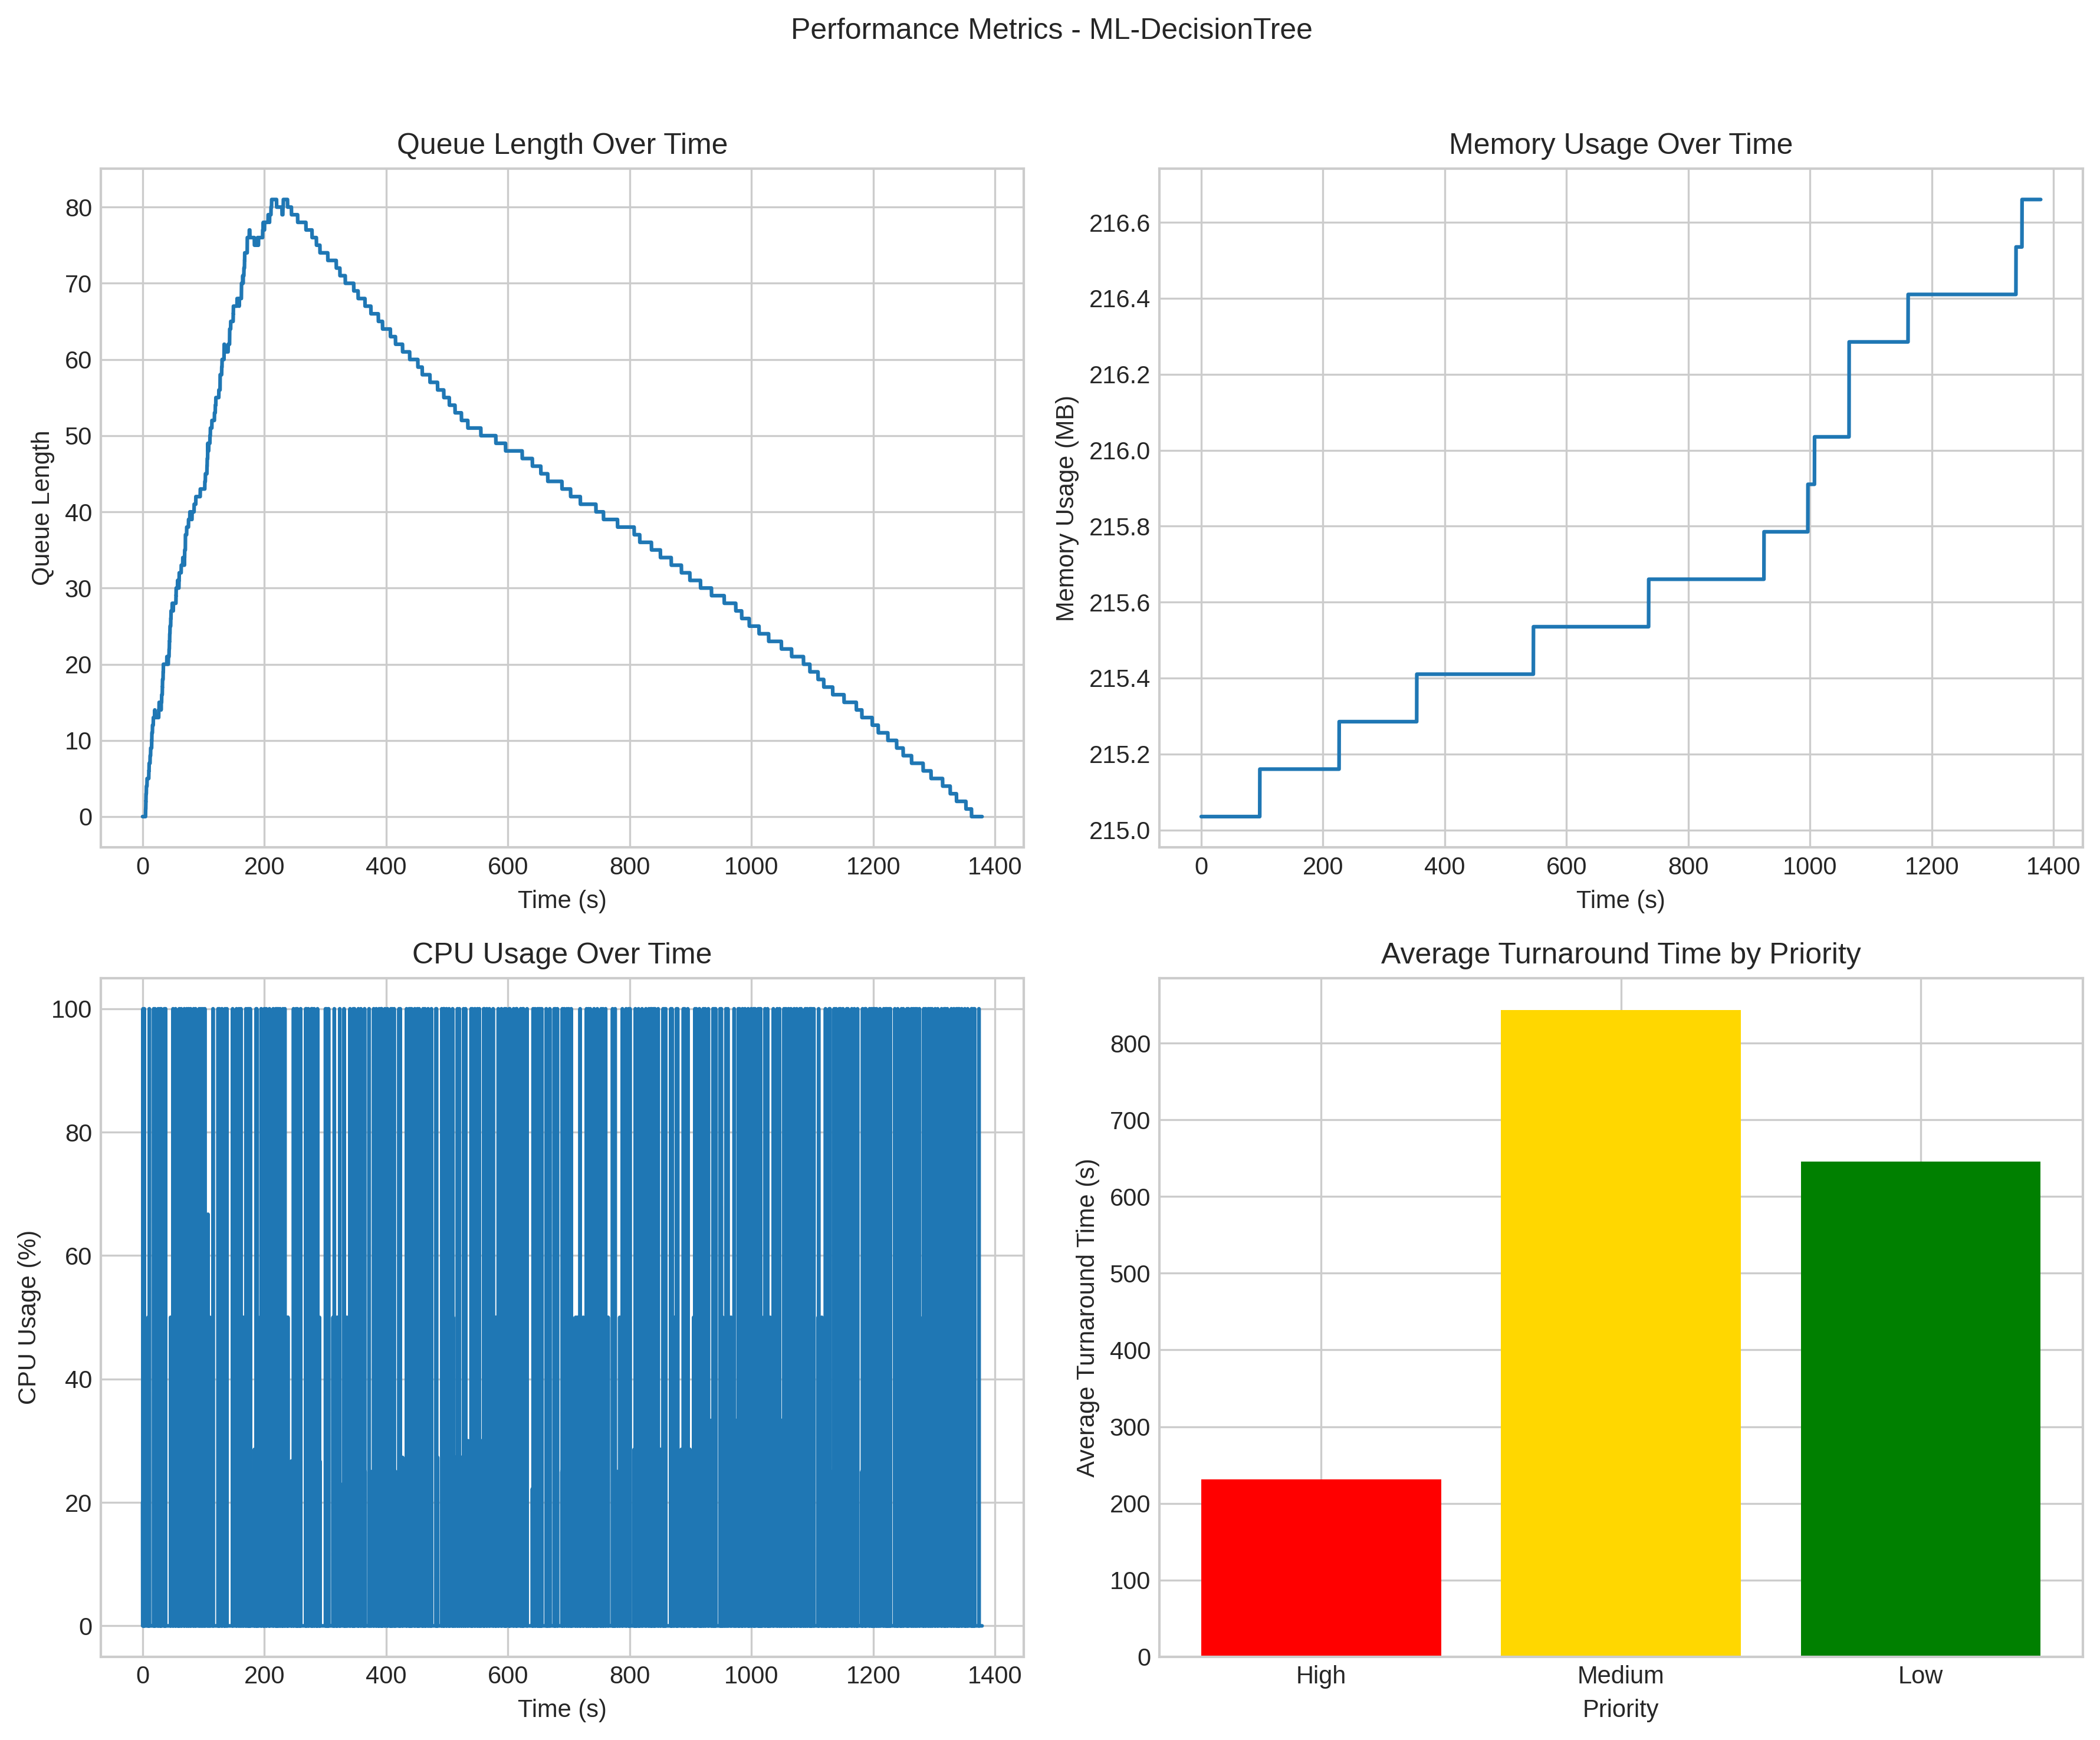 Performance Metrics - ML-DecisionTree
Queue Length Over Time
Queue Length
80
70
60
50
40
30
20
10
0
0 200 400 600 800 1000 1200 1400
Time (s)
Memory Usage Over Time
Memory Usage (MB)
216.6
216.4
216.2
216.0
215.8
215.6
215.4
215.2
215.0
0 200 400 600 800 1000 1200 1400
Time (s)
CPU Usage Over Time
CPU Usage (%)
100
80
60
40
20
0
0 200 400 600 800 1000 1200 1400
Time (s)
Average Turnaround Time by Priority
Average Turnaround Time (s)
800
700
600
500
400
300
200
100
0
High Medium Low
Priority